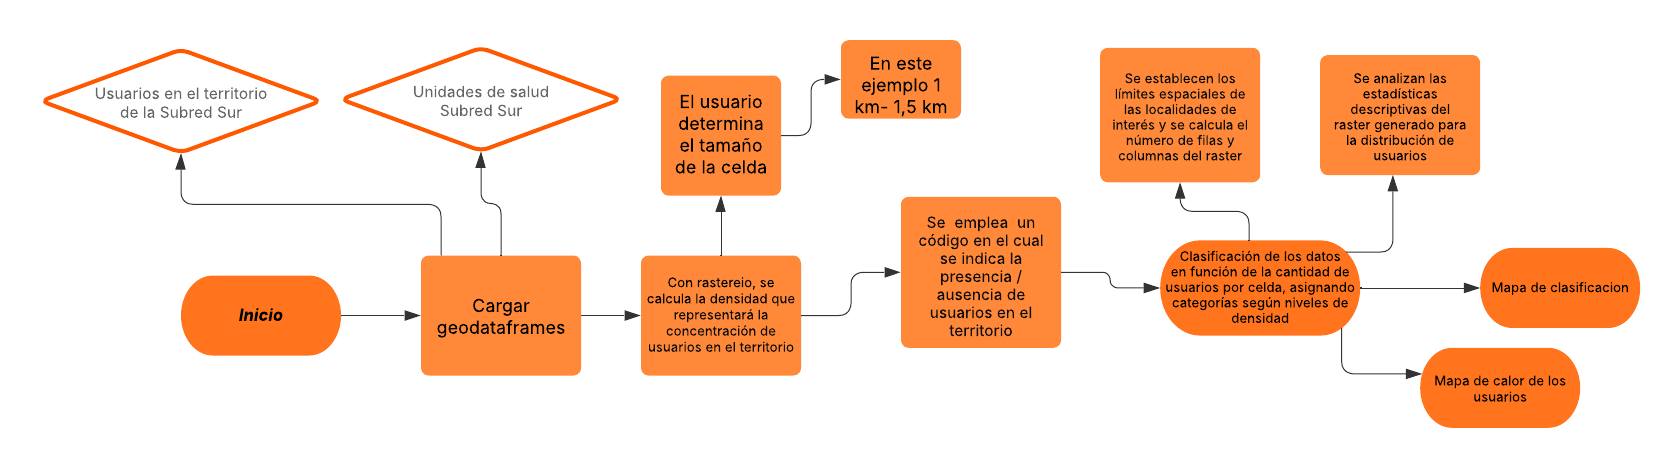 Usuarios en el territorio
de la Subred Sur
Unidades de salud
Subred Sur
Inicio
Cargar
geodataframes
El usuario
determina
el tamaño
de la celda
En este
ejemplo 1
km- 1,5 km
Con rastereio, se
calcula la densidad que
representará la
concentración de
usuarios en el territorio
Se emplea un
código en el cual
se indica la
presencia /
ausencia de
usuarios en el
territorio
Se establecen los
límites espaciales de
de las localidades de
interés y se calcula el
número de filas y
columnas del raster
Se analizan las
estadísticas
descriptivas del
raster generado para
la distribución de
usuarios
Clasificación de los datos
en función de la cantidad de
usuarios por celda, asignando
categorías según niveles de
densidad
Mapa de clasificacion
Mapa de calor de los
usuarios